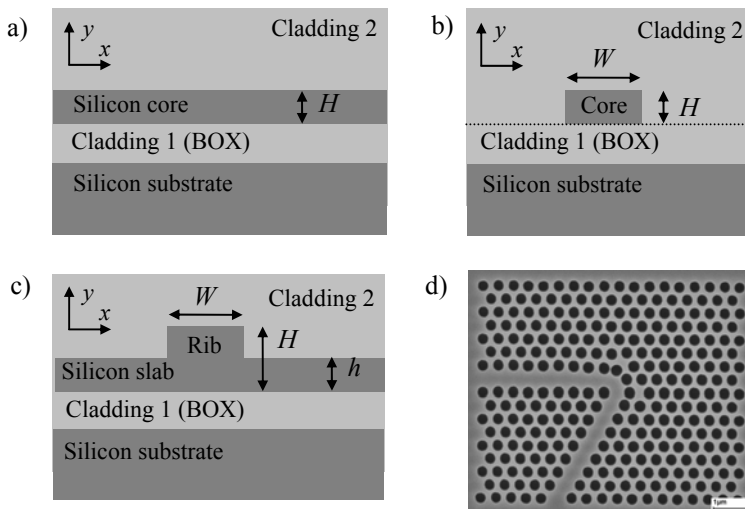 a)
y
x
Cladding 2
Silicon core
H
Cladding 1 (BOX)
Silicon substrate
b)
y
x
Cladding 2
W
Core
H
Cladding 1 (BOX)
Silicon substrate
c)
y
x
W
Cladding 2
Rib
H
Silicon slab
h
Cladding 1 (BOX)
Silicon substrate
d)
1µm